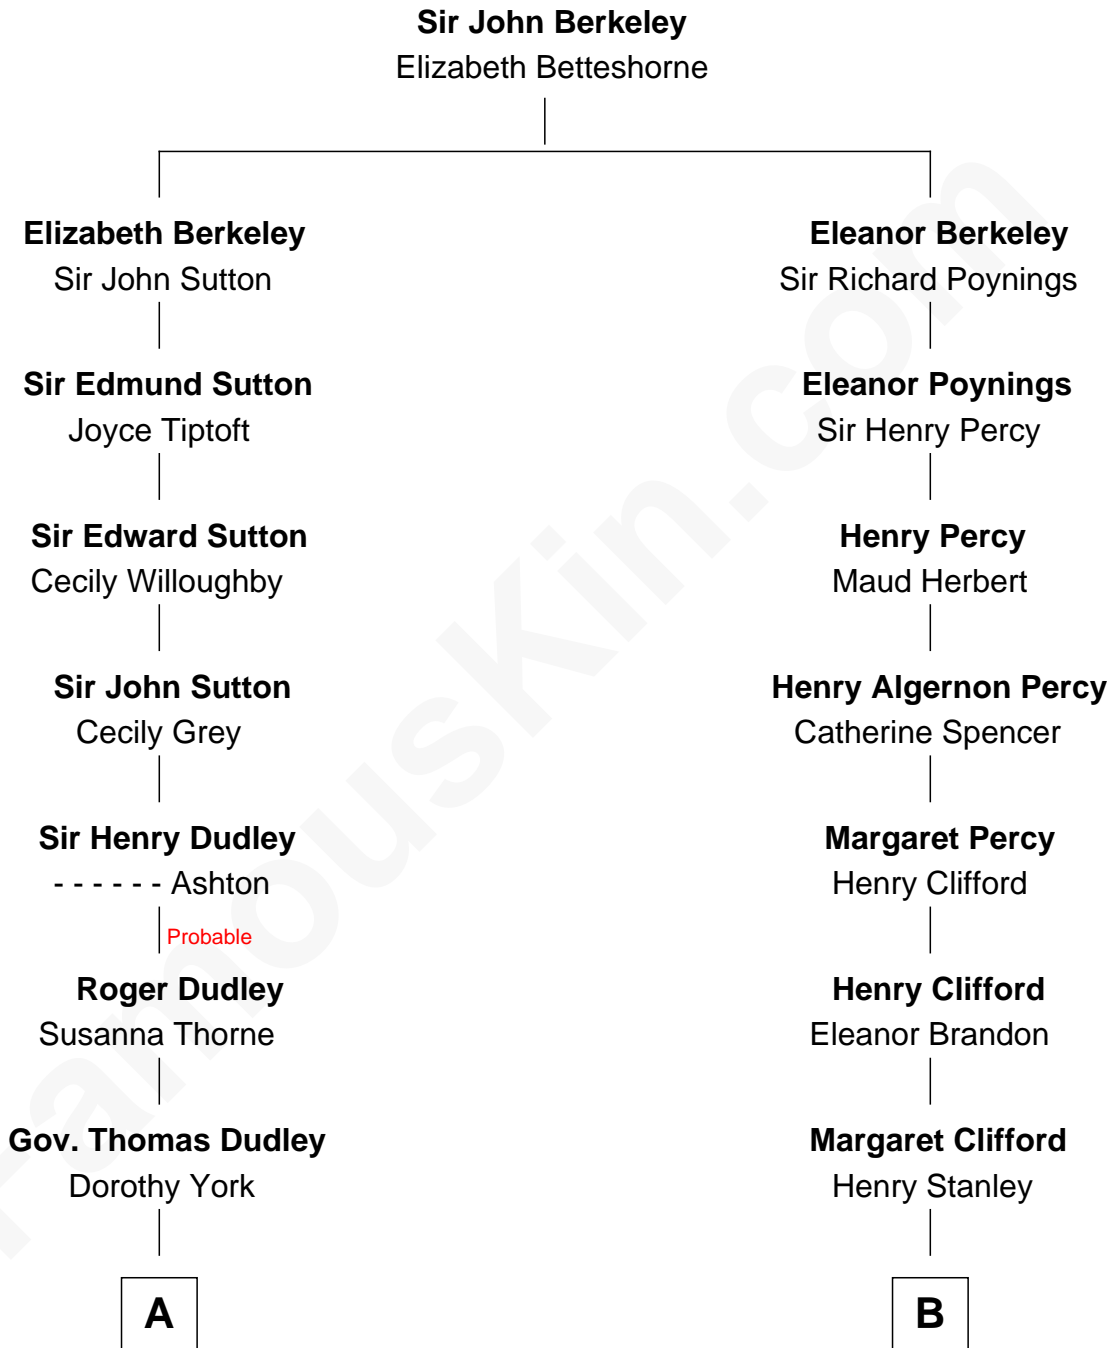 Sir John Berkeley
Elizabeth Betteshorne
Elizabeth Berkeley
Sir John Sutton
Sir Edmund Sutton
Joyce Tiptoft
Sir Edward Sutton
Cecily Willoughby
Sir John Sutton
Cecily Grey
Sir Henry Dudley
- - - - - - Ashton
Probable
Roger Dudley
Susanna Thorne
Gov. Thomas Dudley
Dorothy York
A
Eleanor Berkeley
Sir Richard Poynings
Eleanor Poynings
Sir Henry Percy
Henry Percy
Maud Herbert
Henry Algernon Percy
Catherine Spencer
Margaret Percy
Henry Clifford
Henry Clifford
Eleanor Brandon
Margaret Clifford
Henry Stanley
B
FamousKin.com